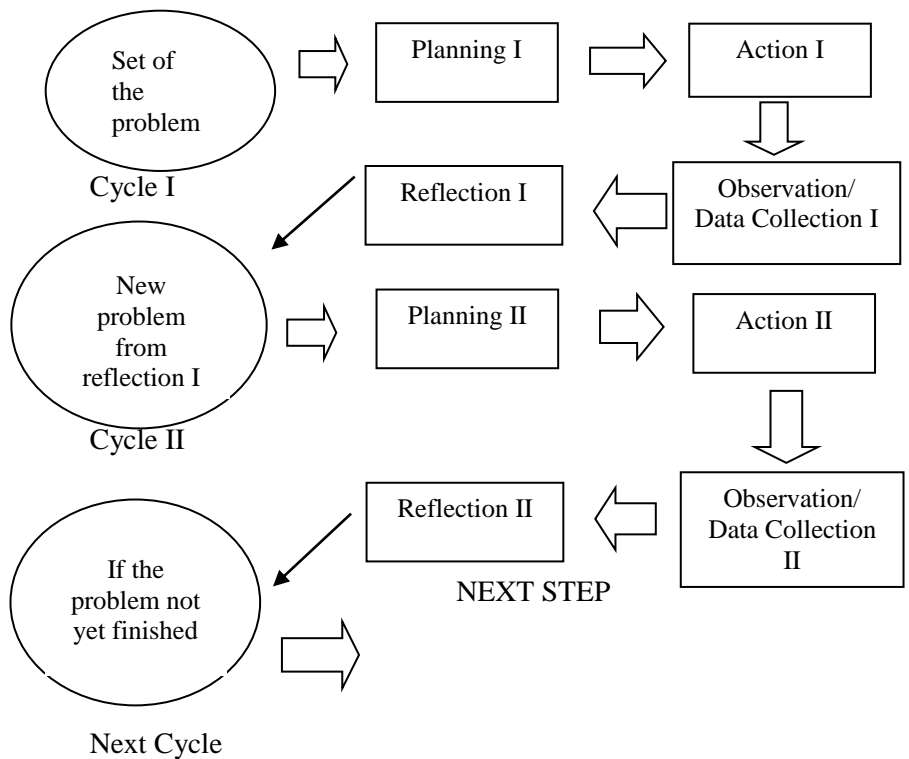 Set of
the
problem
Planning I
Action I
Cycle I
Reflection I
Observation/
Data Collection I
New
problem
from
reflection I
Planning II
Action II
Cycle II
Reflection II
Observation/
Data Collection
II
If the
problem not
yet finished
NEXT STEP
Next Cycle